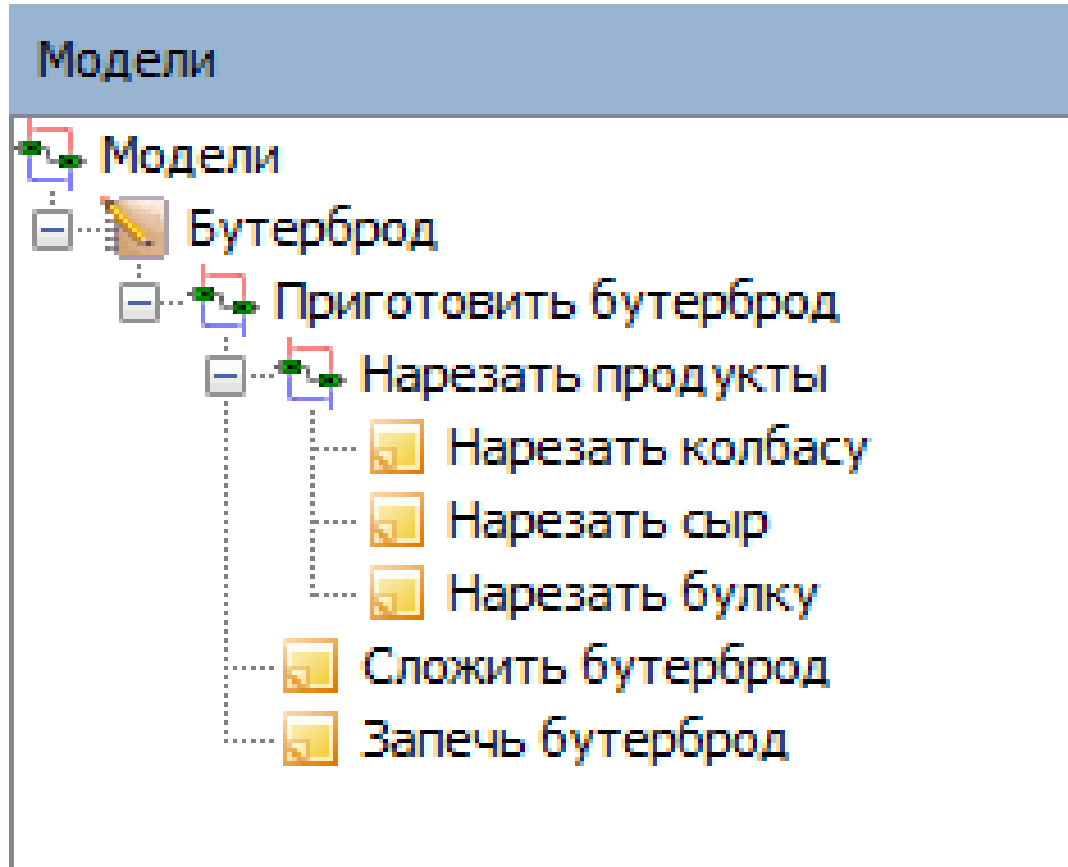 Модели
Модели
Бутерброд
Приготовить бутерброд
Нарезать продукты
Нарезать колбасу
Нарезать сыр
Нарезать булку
Сложить бутерброд
Запечь бутерброд